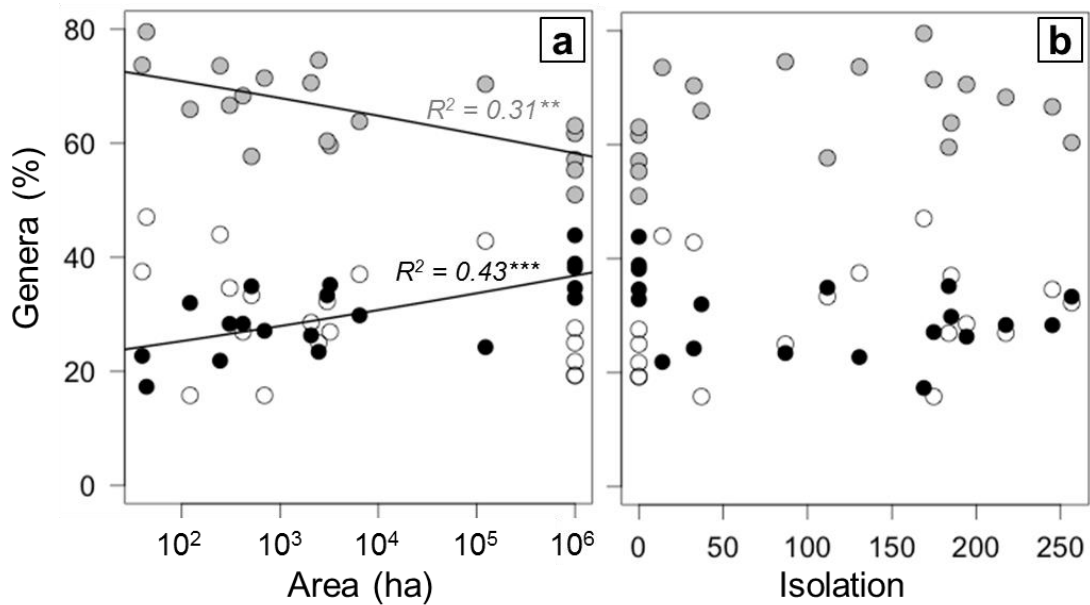 a
b
80
60
40
20
0
Genera (%)
R² = 0.31**
R² = 0.43***
10² 10³ 10⁴ 10⁵ 10⁶
Area (ha)
0 50 100 150 200 250
Isolation